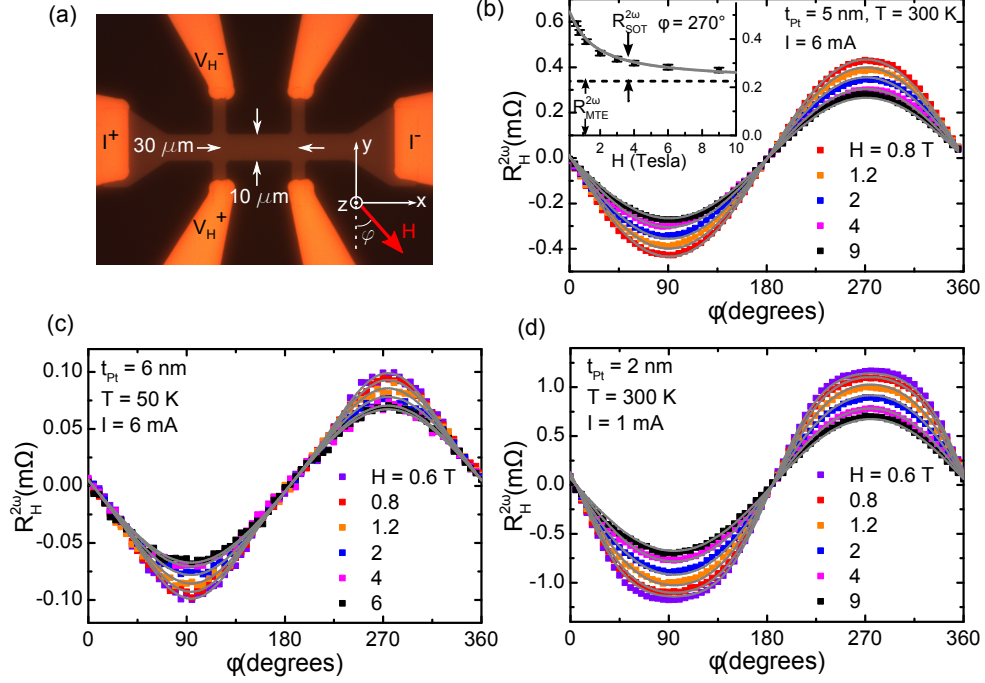 (a)
V_H^-
I^+
I^-
30 μm
10 μm
y
x
z
φ
H
(b)
t_Pt = 5 nm, T = 300 K
I = 6 mA
R_H^2ω (mΩ)
0.6
0.4
0.2
0.0
-0.2
-0.4
R_SOT^2ω
φ = 270°
R_MTE^2ω
0.4
0.2
0.0
2 4 6 8 10
H (Tesla)
H = 0.8 T
1.2
2
4
9
0 90 180 270 360
φ(degrees)
V_H^+
(c)
t_Pt = 6 nm
T = 50 K
I = 6 mA
R_H^2ω (mΩ)
0.10
0.05
0.00
-0.05
-0.10
H = 0.6 T
0.8
1.2
2
4
6
0 90 180 270 360
φ(degrees)
(d)
t_Pt = 2 nm
T = 300 K
I = 1 mA
R_H^2ω (mΩ)
1.0
0.5
0.0
-0.5
-1.0
H = 0.6 T
0.8
1.2
2
4
9
0 90 180 270 360
φ(degrees)